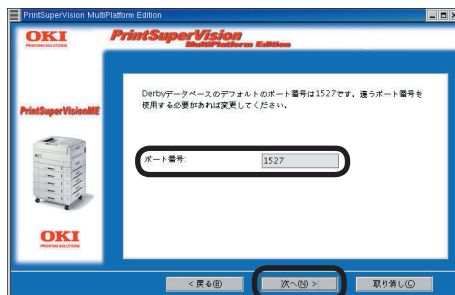 PrintSuperVision MultiPlatform Edition
OKI
PRINTING SOLUTIONS
PrintSuperVision
MultiPlatform Edition
Derbyデータベースのデフォルトのポート番号は1527です。違うポート番号を
使用する必要があれば変更してください。
PrintSuperVisionME
ポート番号:
1527
OKI
PRINTING SOLUTIONS
< 戻る(B)
次へ(N) >
取り消し(C)